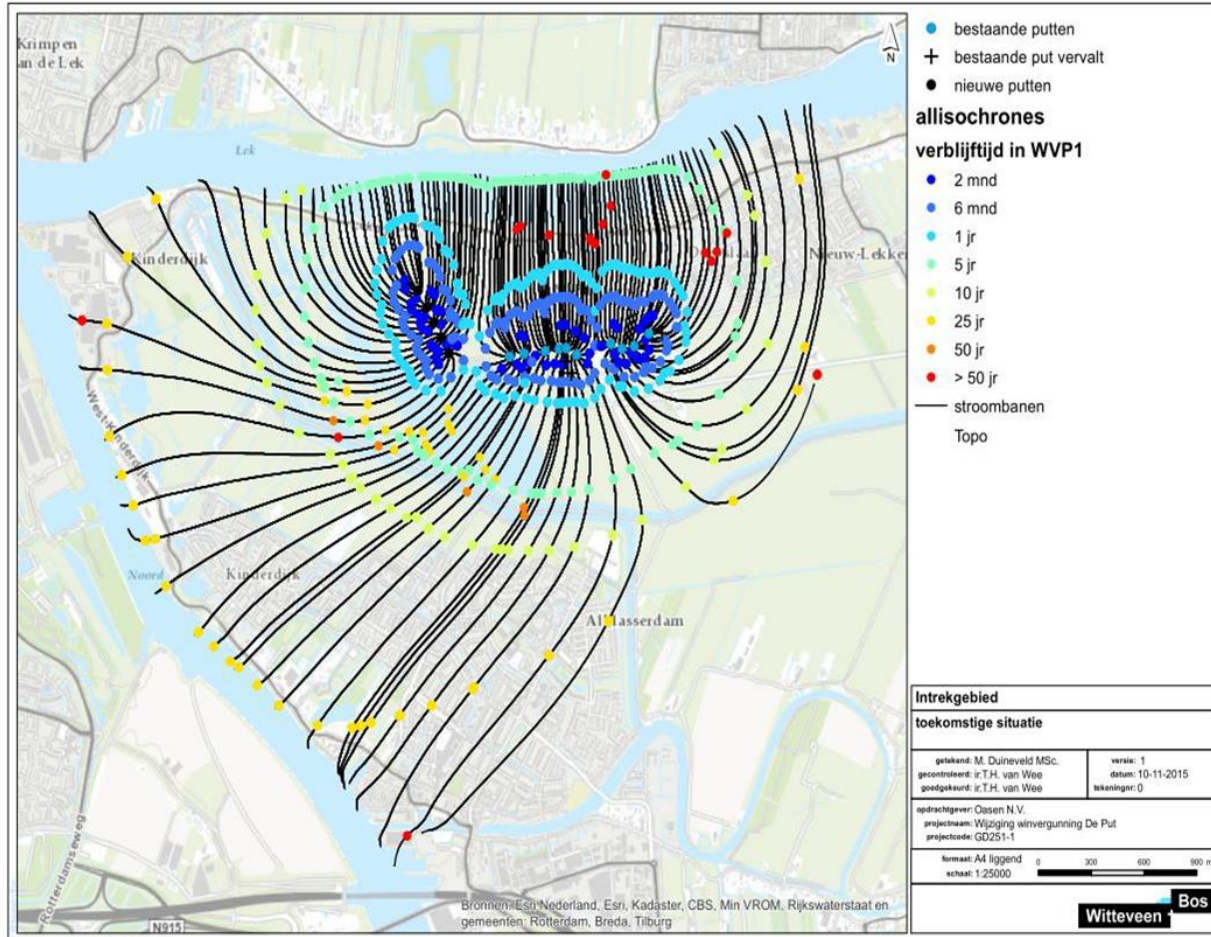 Krimpen
an de Lek
Lek
N
Kinderdijk
Nieuw-Lekker
West-Kinderdijk
Noord
Kinderdijk
Alblasserdam
Rotterdamseweg
N915
Bronnen: Esri Nederland, Esri, Kadaster, CBS, Min VROM, Rijkswaterstaat en
gemeenten: Rotterdam, Breda, Tilburg
bestaande putten
bestaande put vervalt
nieuwe putten
allisochrones
verblijftijd in WVP1
2 mnd
6 mnd
1 jr
5 jr
10 jr
25 jr
50 jr
> 50 jr
stroombanen
Topo
Intrekgebied
toekomstige situatie
getekend: M. Duineveld MSc.
gecontroleerd: ir.T.H. van Wee
goedgekeurd: ir.T.H. van Wee
versie: 1
datum: 10-11-2015
tekeningnr: 0
opdrachtgever: Oasen N.V.
projectnaam: Wijziging winvergunning De Put
projectcode: GD251-1
formaat: A4 liggend
schaal: 1:25000
0 300 600 900 m
Witteveen + Bos